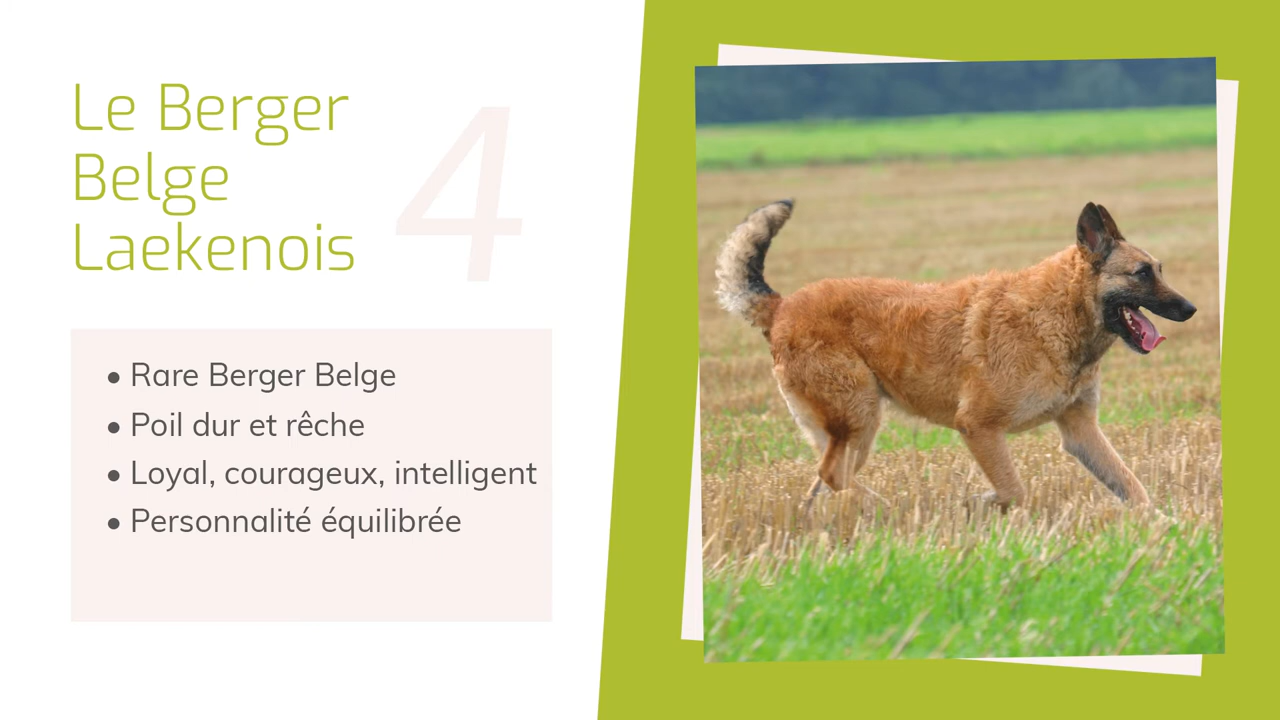 Le Berger
Belge
Laekenois
4
• Rare Berger Belge
• Poil dur et rêche
• Loyal, courageux, intelligent
• Personnalité équilibrée